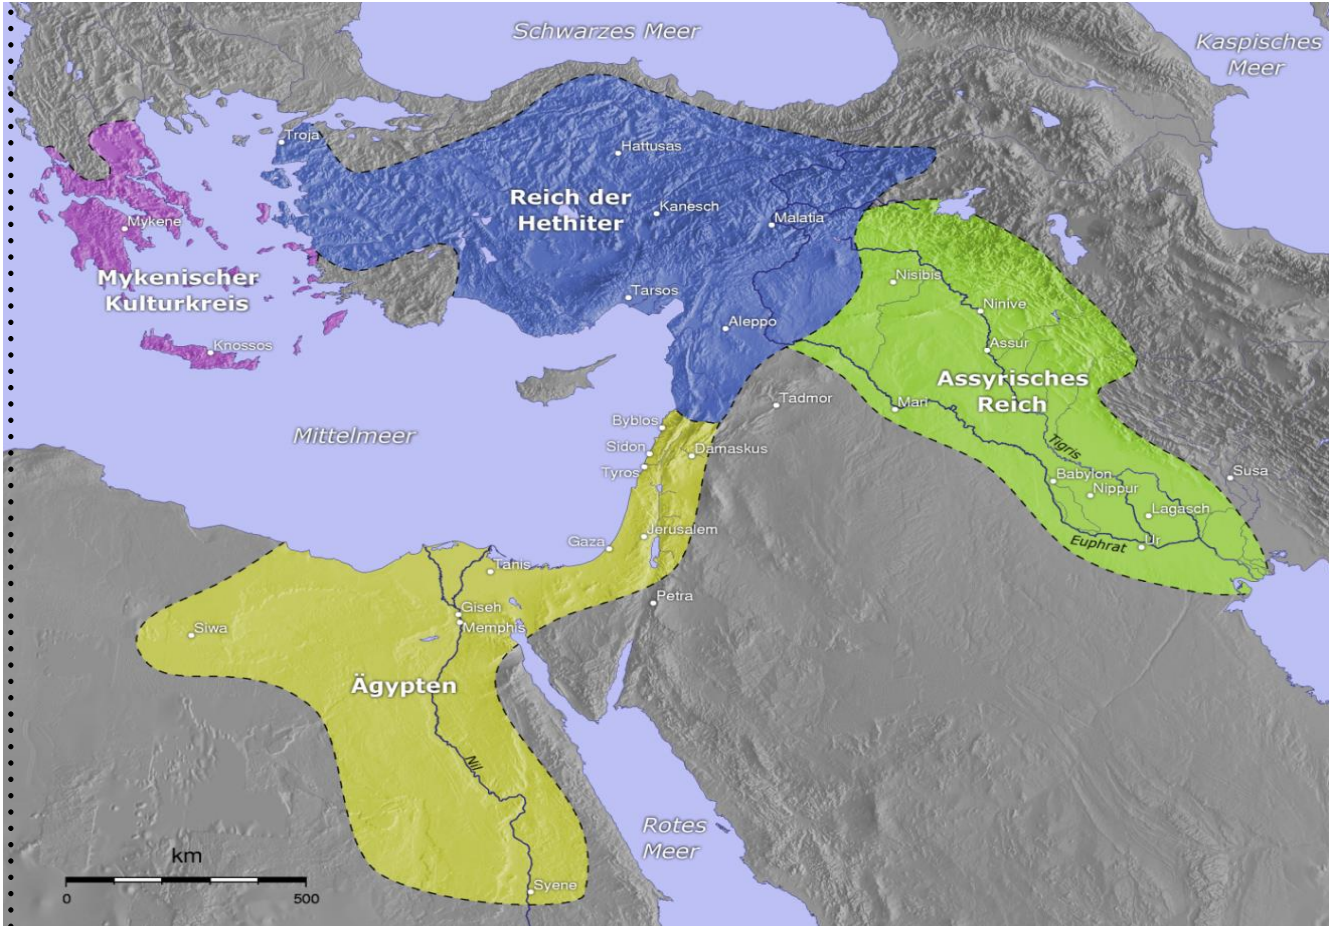 Schwarzes Meer
Kaspisches
Meer
Troja
Hattusas
Reich der
Hethiter
Kanesch
Malatia
Mykene
Mykenischer
Kulturkreis
Nisibis
Ninive
Tarsos
Aleppo
Knossos
Assur
Assyrisches
Reich
Tadmor
Mari
Byblos
Mittelmeer
Sidon
Damaskus
Tyros
Tigris
Susa
Babylon
Nippur
Lagasch
Jerusalem
Gaza
Euphrat
Ur
Tanis
Petra
Giseh
Memphis
Siwa
Ägypten
Nil
Rotes
Meer
km
0
500
Syene